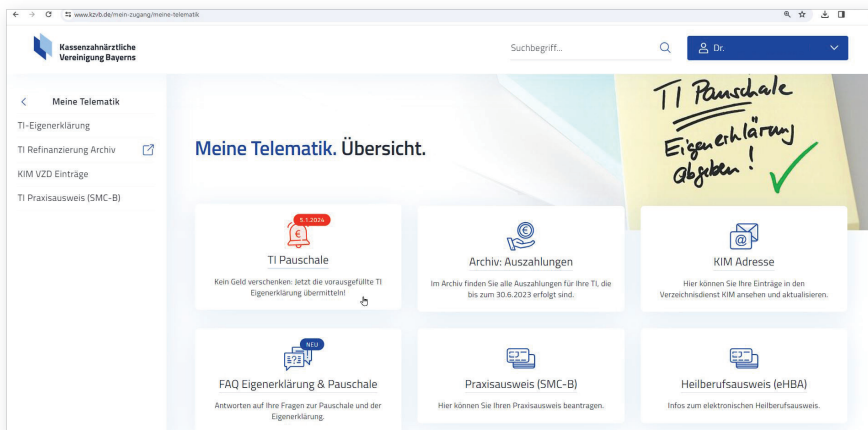 www.kzvb.de/mein-zugang/meine-telematik
Kassenzahnärztliche
Vereinigung Bayerns
Suchbegriff...
Dr.
Meine Telematik
TI-Eigenerklärung
TI Refinanzierung Archiv
KIM VZD Einträge
TI Praxisausweis (SMC-B)
Meine Telematik. Übersicht.
TI Pauschale
Eigenerklärung
abgeben!
5.1.2024
TI Pauschale
Kein Geld verschenken: Jetzt die vorausgefüllte TI
Eigenerklärung übermitteln!
Archiv: Auszahlungen
Im Archiv finden Sie alle Auszahlungen für Ihre TI, die
bis zum 30.6.2023 erfolgt sind.
KIM Adresse
Hier können Sie Ihre Einträge in den
Verzeichnisdienst KIM ansehen und aktualisieren.
NEU
FAQ Eigenerklärung & Pauschale
Antworten auf Ihre Fragen zur Pauschale und der
Eigenerklärung.
Praxisausweis (SMC-B)
Hier können Sie Ihren Praxisausweis beantragen.
Heilberufsausweis (eHBA)
Infos zum elektronischen Heilberufsausweis.